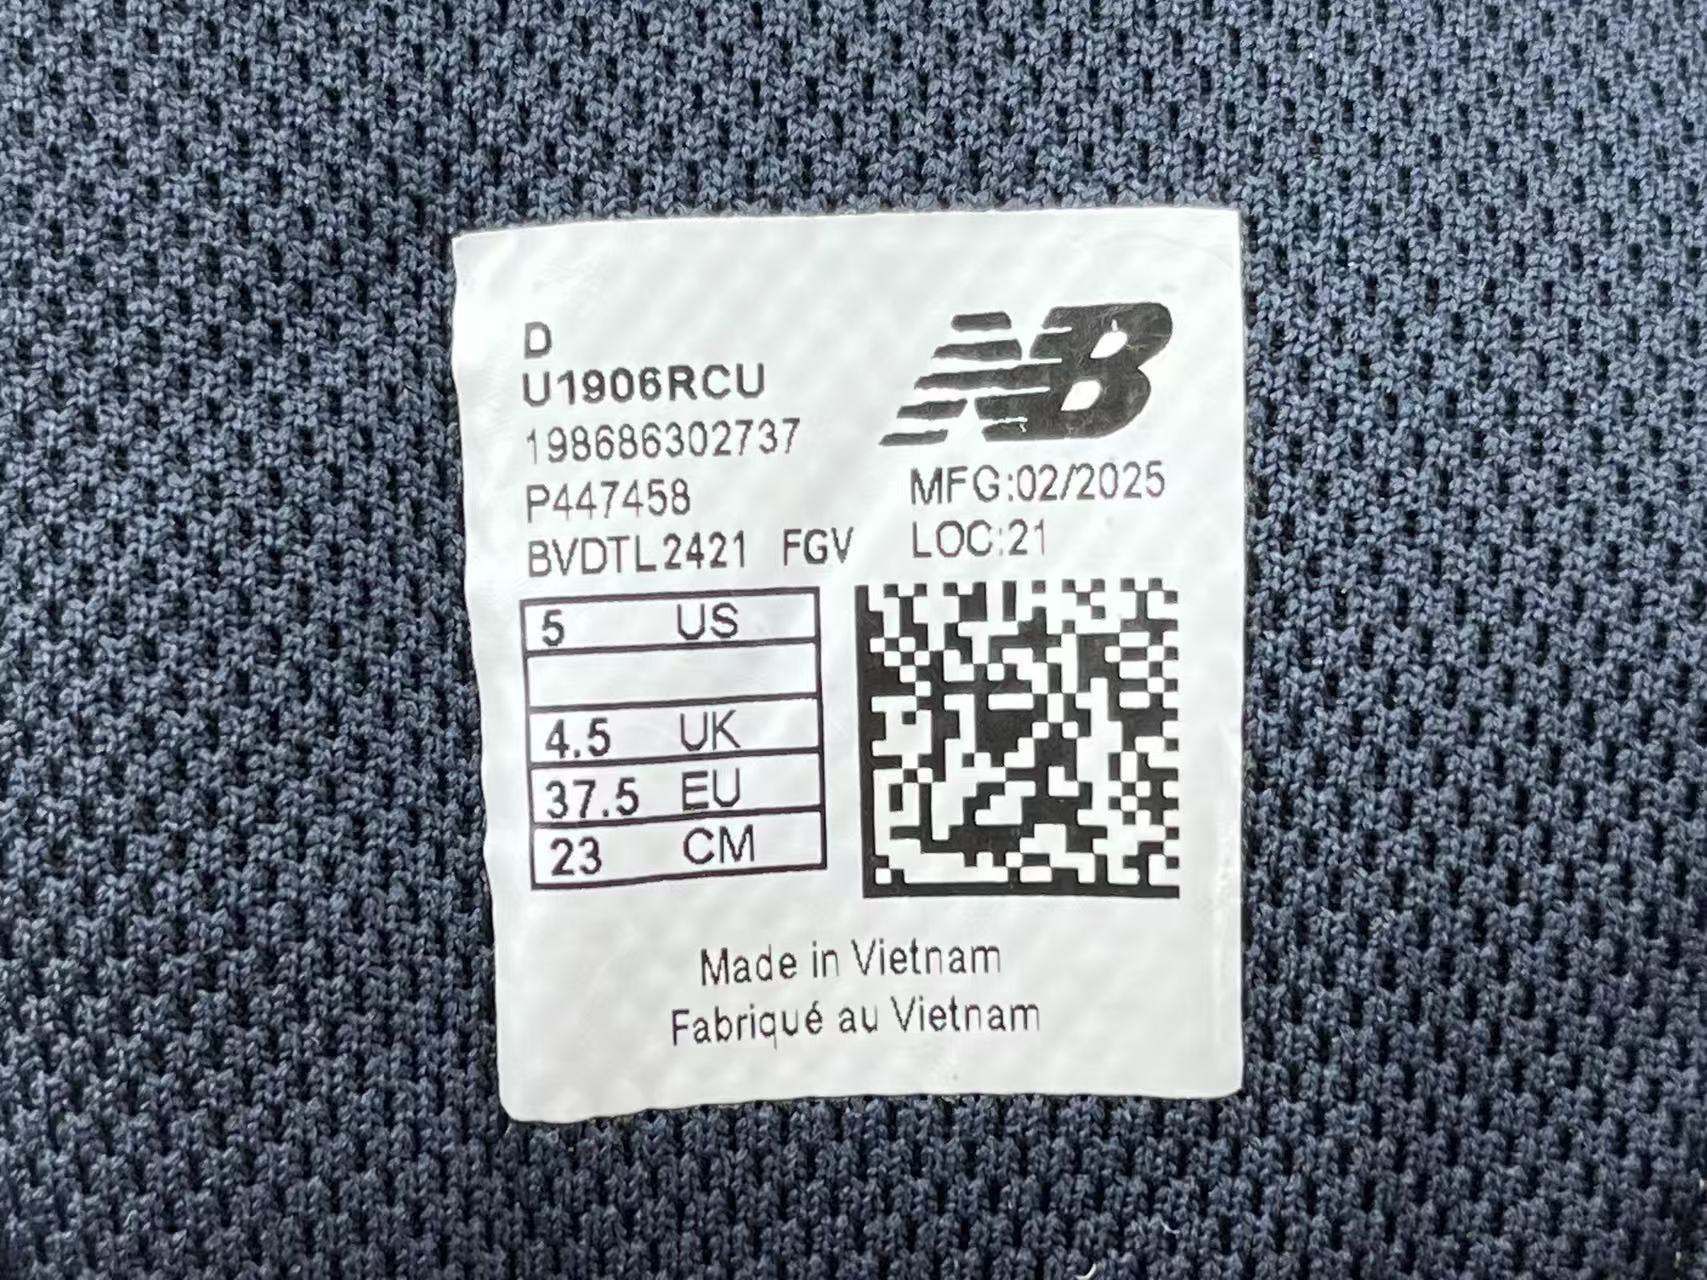 D
U1906RCU
198686302737
P447458
BVDTL2421 FGV
NB
MFG:02/2025
LOC:21
5 US
4.5 UK
37.5 EU
23 CM
Made in Vietnam
Fabriqué au Vietnam